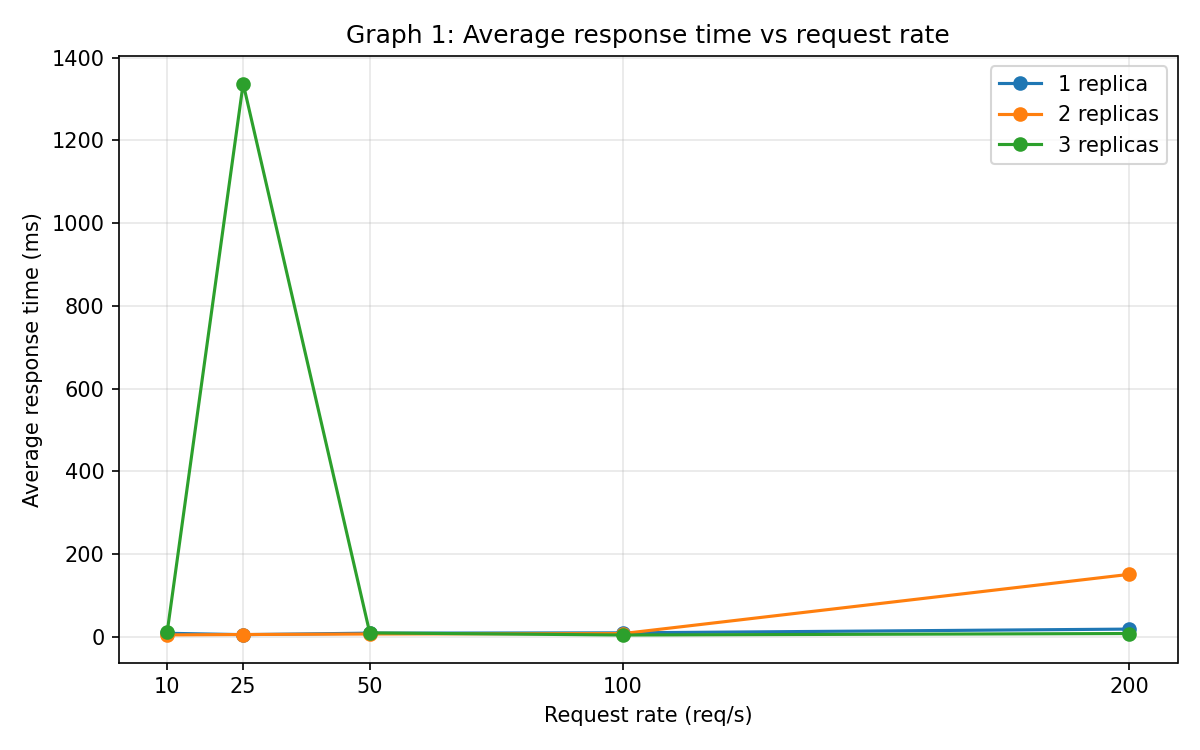 Graph 1: Average response time vs request rate
1 replica
2 replicas
3 replicas
Average response time (ms)
1400
1200
1000
800
600
400
200
0
10 25 50 100 200
Request rate (req/s)